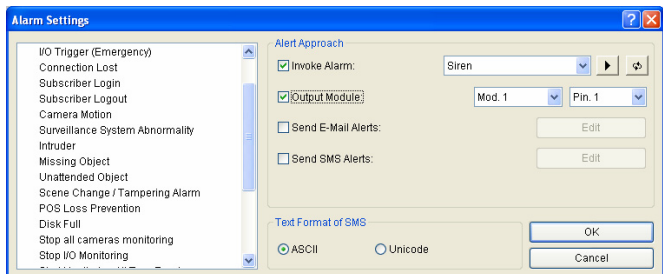 Alarm Settings
I/O Trigger (Emergency)
Connection Lost
Subscriber Login
Subscriber Logout
Camera Motion
Surveillance System Abnormality
Intruder
Missing Object
Unattended Object
Scene Change / Tampering Alarm
POS Loss Prevention
Disk Full
Stop all cameras monitoring
Stop I/O Monitoring
Alert Approach
Invoke Alarm: Siren
Output Module: Mod. 1 Pin. 1
Send E-Mail Alerts: Edit
Send SMS Alerts: Edit
Text Format of SMS
ASCII Unicode
OK
Cancel